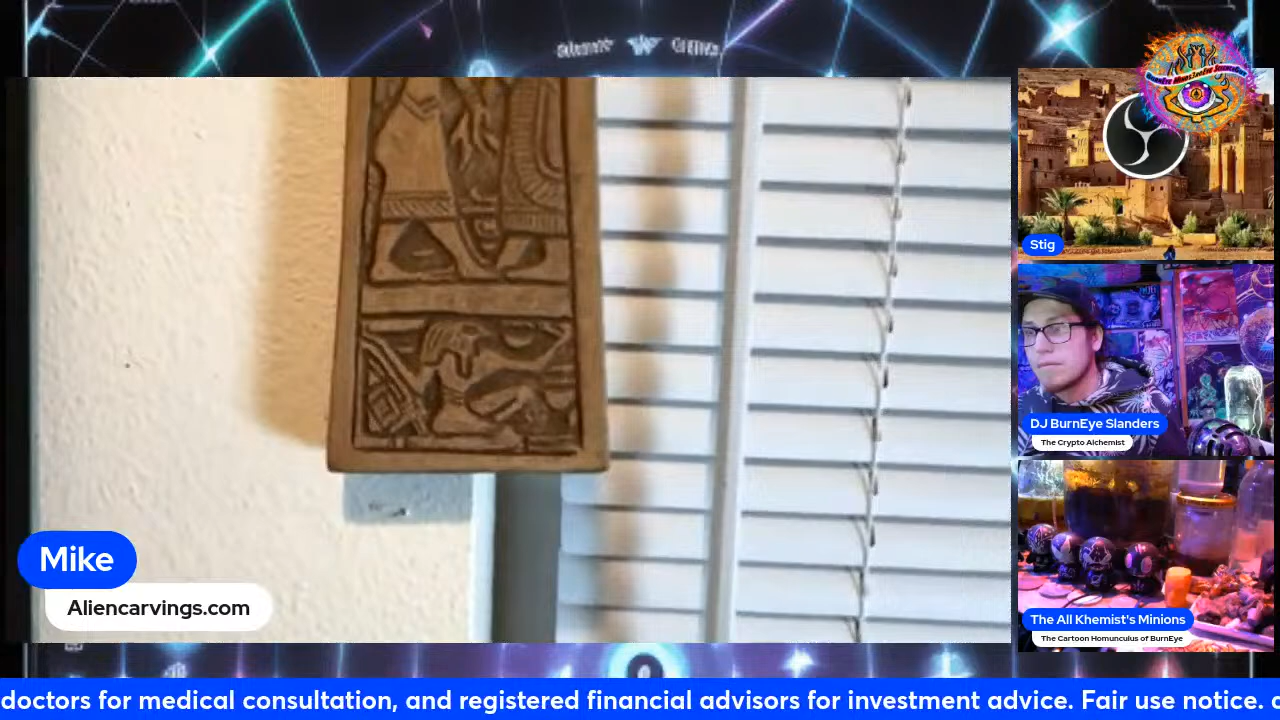 Stig
DJ BurnEye Slanders
The Crypto Alchemist
Mike
Aliencarvings.com
The All Khemist's Minions
The Cartoon Homunculus of BurnEye
doctors for medical consultation, and registered financial advisors for investment advice. Fair use notice.